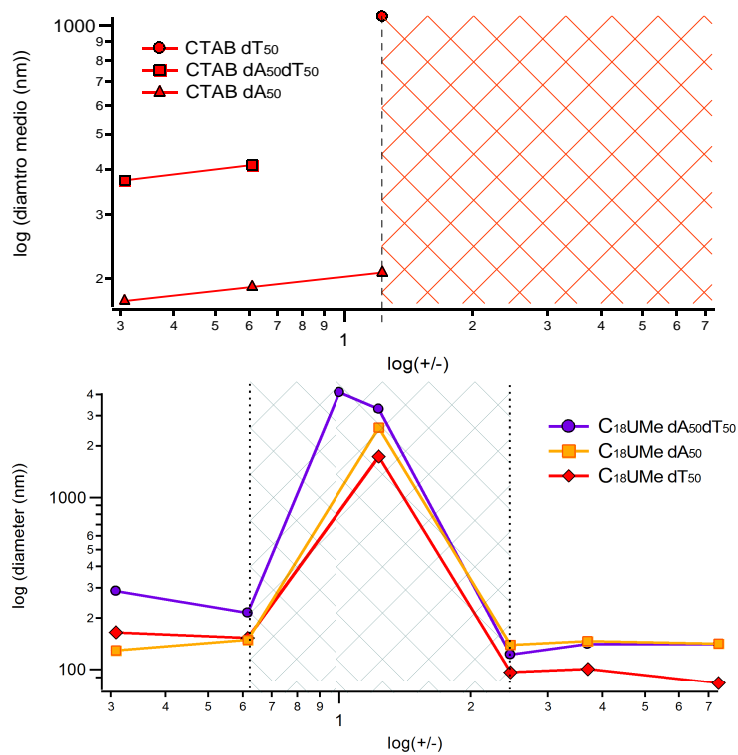 1000
9
8
7
6
5
4
3
2
log (diamtro medio (nm))
CTAB dT50
CTAB dA50dT50
CTAB dA50
3 4 5 6 7 8 9 1 2 3 4 5 6 7
log(+/-)
4
3
2
1000
6
5
4
3
2
100
log (diameter (nm))
C18UMe dA50dT50
C18UMe dA50
C18UMe dT50
3 4 5 6 7 8 9 1 2 3 4 5 6 7
log(+/-)